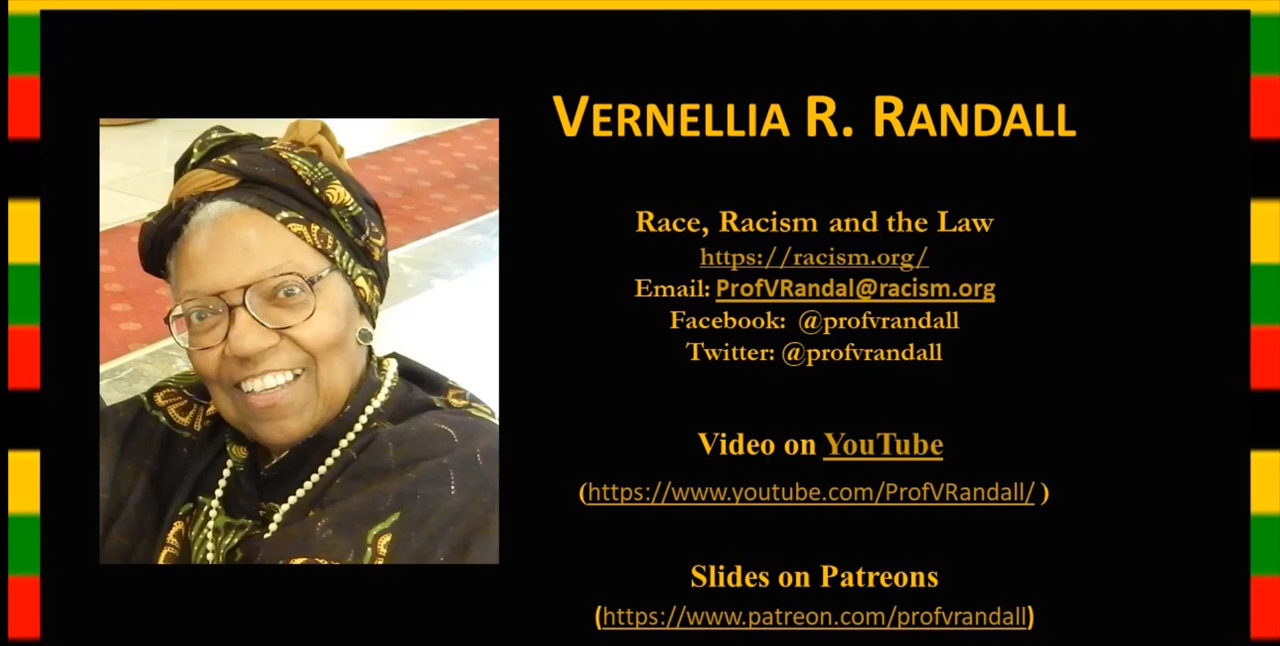 VERNELLIA R. RANDALL
Race, Racism and the Law
https://racism.org/
Email: ProfVRandal@racism.org
Facebook: @profvrandall
Twitter: @profvrandall
Video on YouTube
(https://www.youtube.com/ProfVRandall/ )
Slides on Patreons
(https://www.patreon.com/profvrandall)